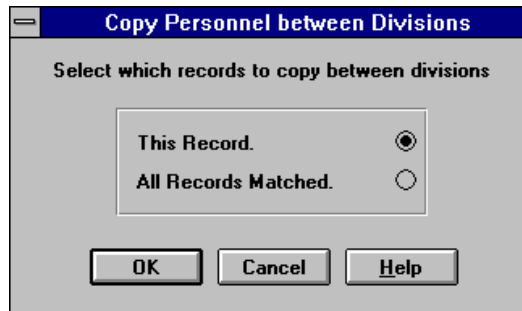 Copy Personnel between Divisions
Select which records to copy between divisions
This Record.
All Records Matched.
OK Cancel Help